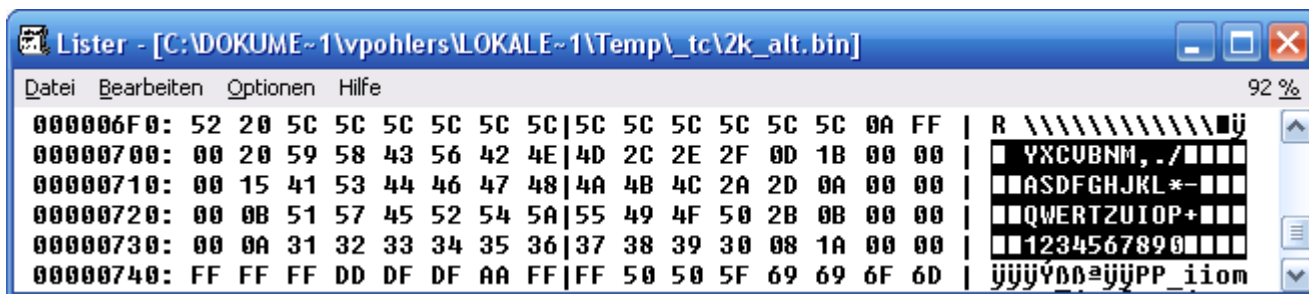 Lister - [C:\DOKUME~1\vpohlers\LOKALE~1\Temp\_tc\2k_alt.bin]
Datei Bearbeiten Optionen Hilfe 92 %
000006F0: 52 20 5C 5C 5C 5C 5C 5C|5C 5C 5C 5C 5C 5C 0A FF | R \\\\\\\\\\\\■ÿ
00000700: 00 20 59 58 43 56 42 4E|4D 2C 2E 2F 0D 1B 00 00 | ■ YXCVBNM,./■■■■
00000710: 00 15 41 53 44 46 47 48|4A 4B 4C 2A 2D 0A 00 00 | ■■ASDFGHJKL*-■■■
00000720: 00 0B 51 57 45 52 54 5A|55 49 4F 50 2B 0B 00 00 | ■■QWERTZUIOP+■■■
00000730: 00 0A 31 32 33 34 35 36|37 38 39 30 08 1A 00 00 | ■■1234567890■■■■
00000740: FF FF FF DD DF DF AA FF|FF 50 50 5F 69 69 6F 6D | ÿÿÿÝßßªÿÿPP_iiom